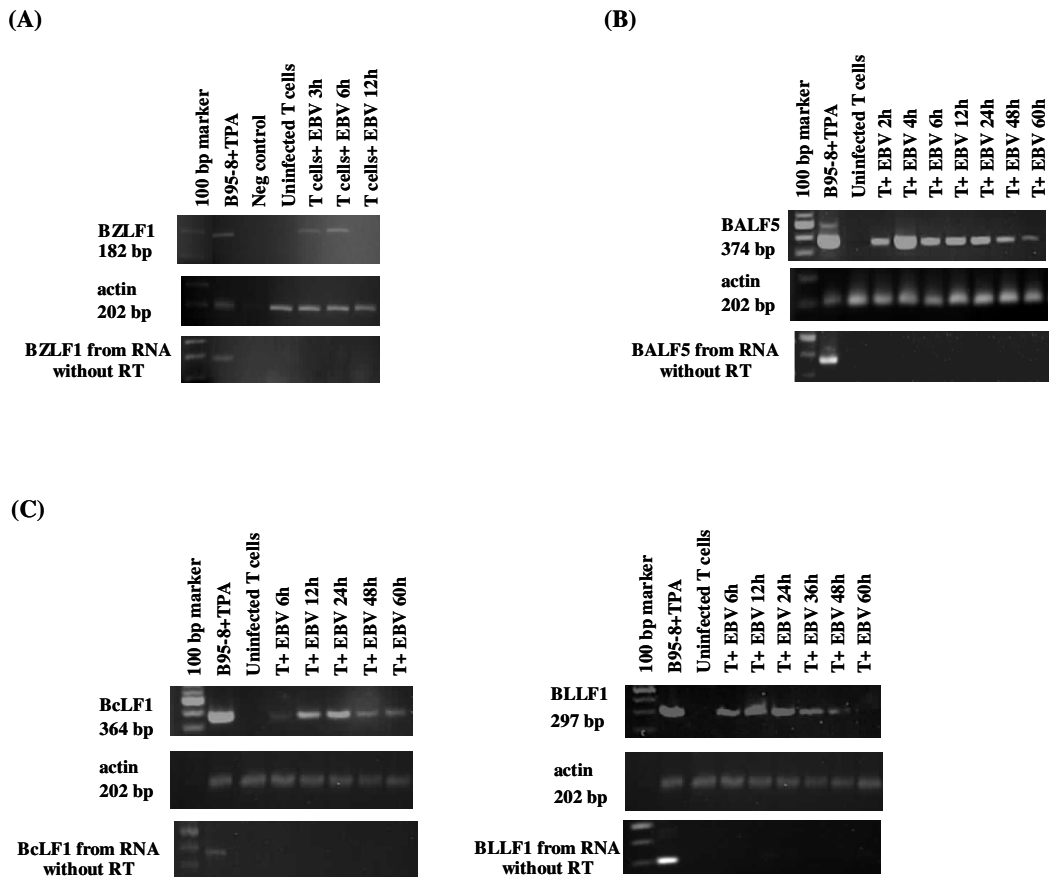 (A)
100 bp marker
B95-8+TPA
Neg control
Uninfected T cells
T cells+ EBV 3h
T cells+ EBV 6h
T cells+ EBV 12h
BZLF1
182 bp
actin
202 bp
BZLF1 from RNA
without RT
(B)
100 bp marker
B95-8+TPA
Uninfected T cells
T+ EBV 2h
T+ EBV 4h
T+ EBV 6h
T+ EBV 12h
T+ EBV 24h
T+ EBV 48h
T+ EBV 60h
BALF5
374 bp
actin
202 bp
BALF5 from RNA
without RT
(C)
100 bp marker
B95-8+TPA
Uninfected T cells
T+ EBV 6h
T+ EBV 12h
T+ EBV 24h
T+ EBV 48h
T+ EBV 60h
BcLF1
364 bp
actin
202 bp
BcLF1 from RNA
without RT
100 bp marker
B95-8+TPA
Uninfected T cells
T+ EBV 6h
T+ EBV 12h
T+ EBV 24h
T+ EBV 36h
T+ EBV 48h
T+ EBV 60h
BLLF1
297 bp
actin
202 bp
BLLF1 from RNA
without RT